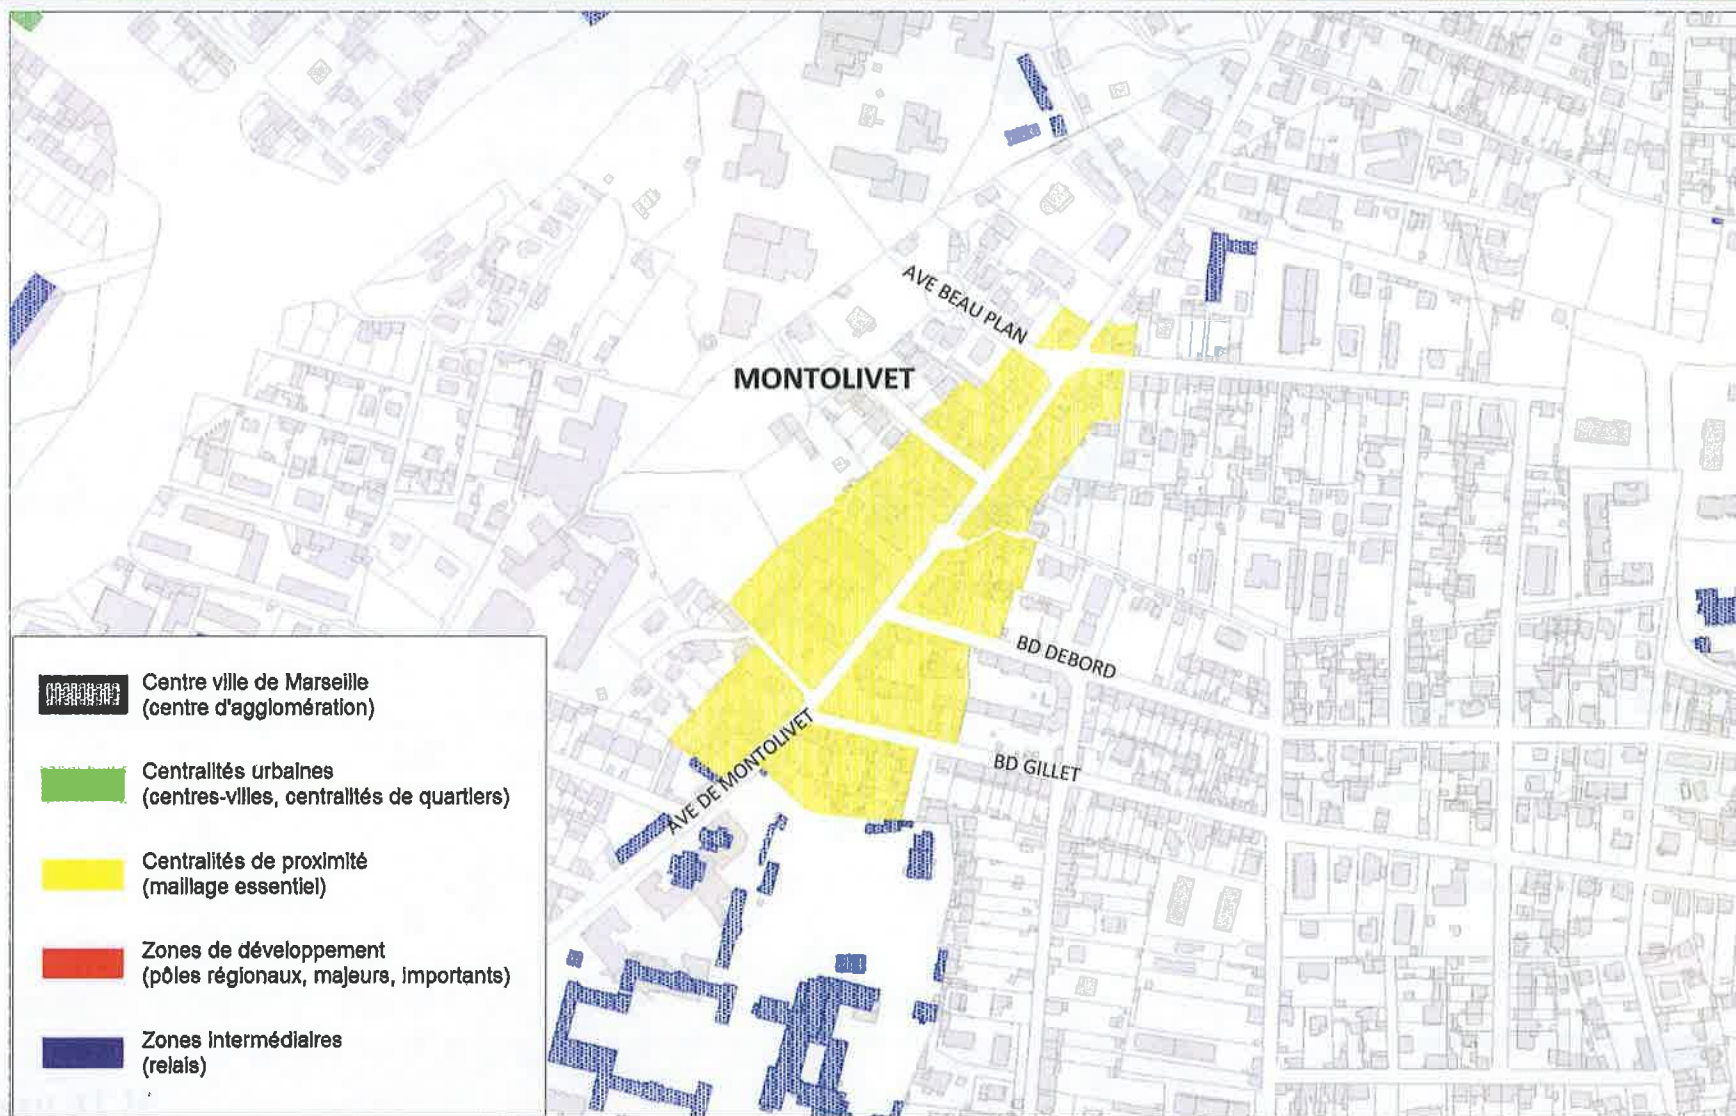 AVE BEAU PLAN
MONTOLIVET
BD DEBORD
AVE DE MONTOLIVET
BD GILLET
Centre ville de Marseille
(centre d'agglomération)
Centralités urbaines
(centres-villes, centralités de quartiers)
Centralités de proximité
(maillage essentiel)
Zones de développement
(pôles régionaux, majeurs, importants)
Zones intermédiaires
(relais)